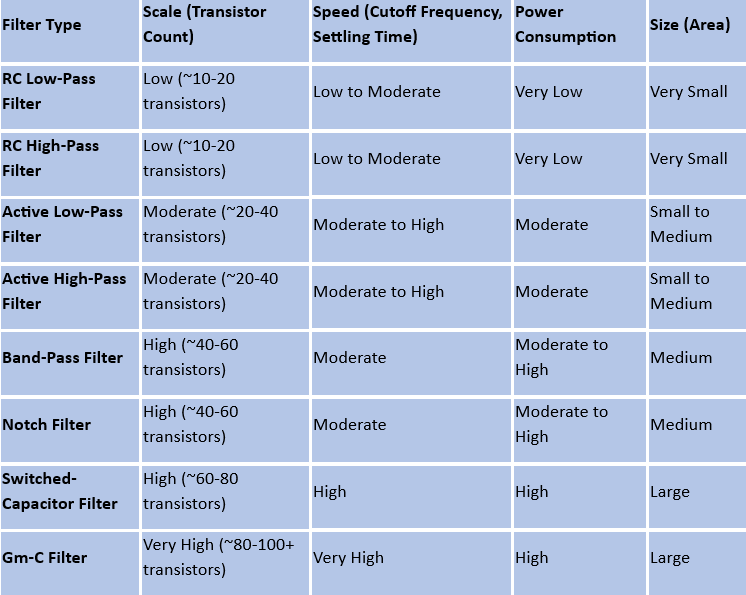 Filter Type
Scale (Transistor
Count)
Speed (Cutoff Frequency,
Settling Time)
Power
Consumption
Size (Area)
RC Low-Pass
Filter
Low (~10-20
transistors)
Low to Moderate
Very Low
Very Small
RC High-Pass
Filter
Low (~10-20
transistors)
Low to Moderate
Very Low
Very Small
Active Low-Pass
Filter
Moderate (~20-40
transistors)
Moderate to High
Moderate
Small to
Medium
Active High-Pass
Filter
Moderate (~20-40
transistors)
Moderate to High
Moderate
Small to
Medium
Band-Pass Filter
High (~40-60
transistors)
Moderate
Moderate to
High
Medium
Notch Filter
High (~40-60
transistors)
Moderate
Moderate to
High
Medium
Switched-
Capacitor Filter
High (~60-80
transistors)
High
High
Large
Gm-C Filter
Very High (~80-100+
transistors)
Very High
High
Large